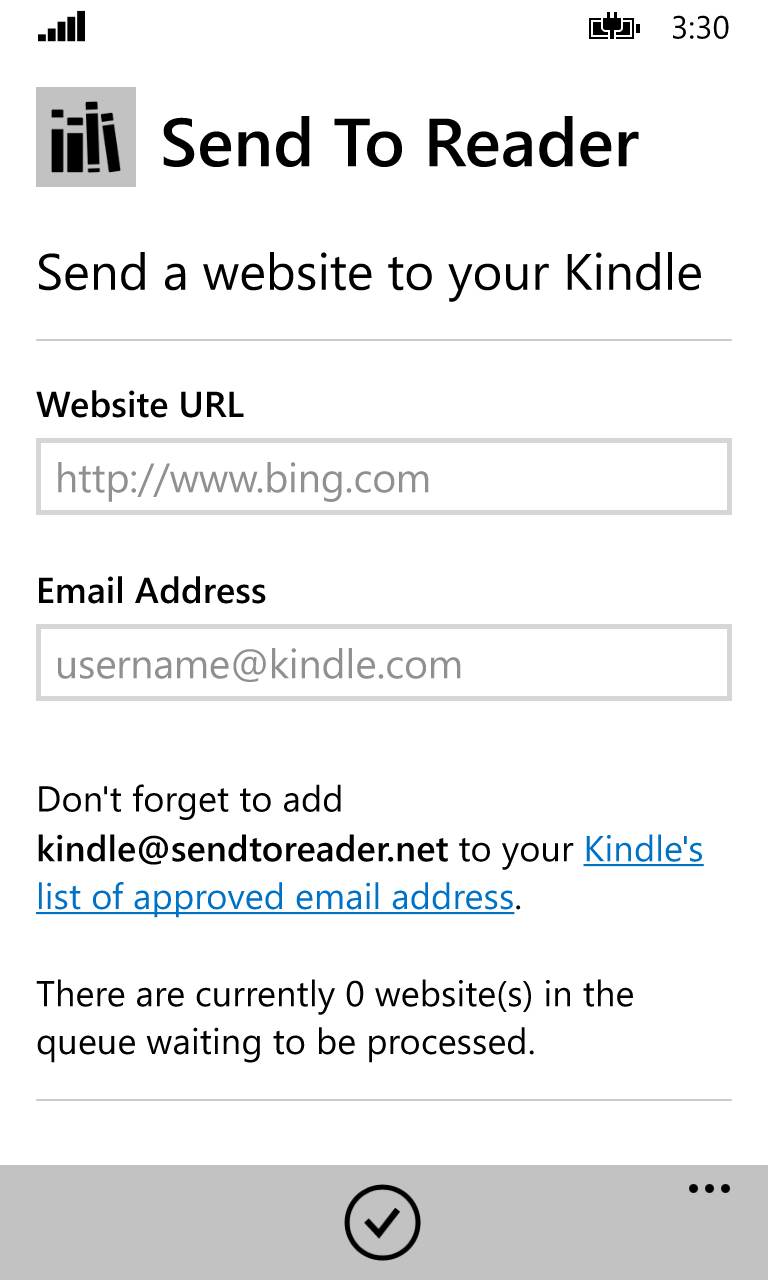 3:30
Send To Reader
Send a website to your Kindle
Website URL
http://www.bing.com
Email Address
username@kindle.com
Don't forget to add
kindle@sendtoreader.net to your Kindle's
list of approved email address.
There are currently 0 website(s) in the
queue waiting to be processed.